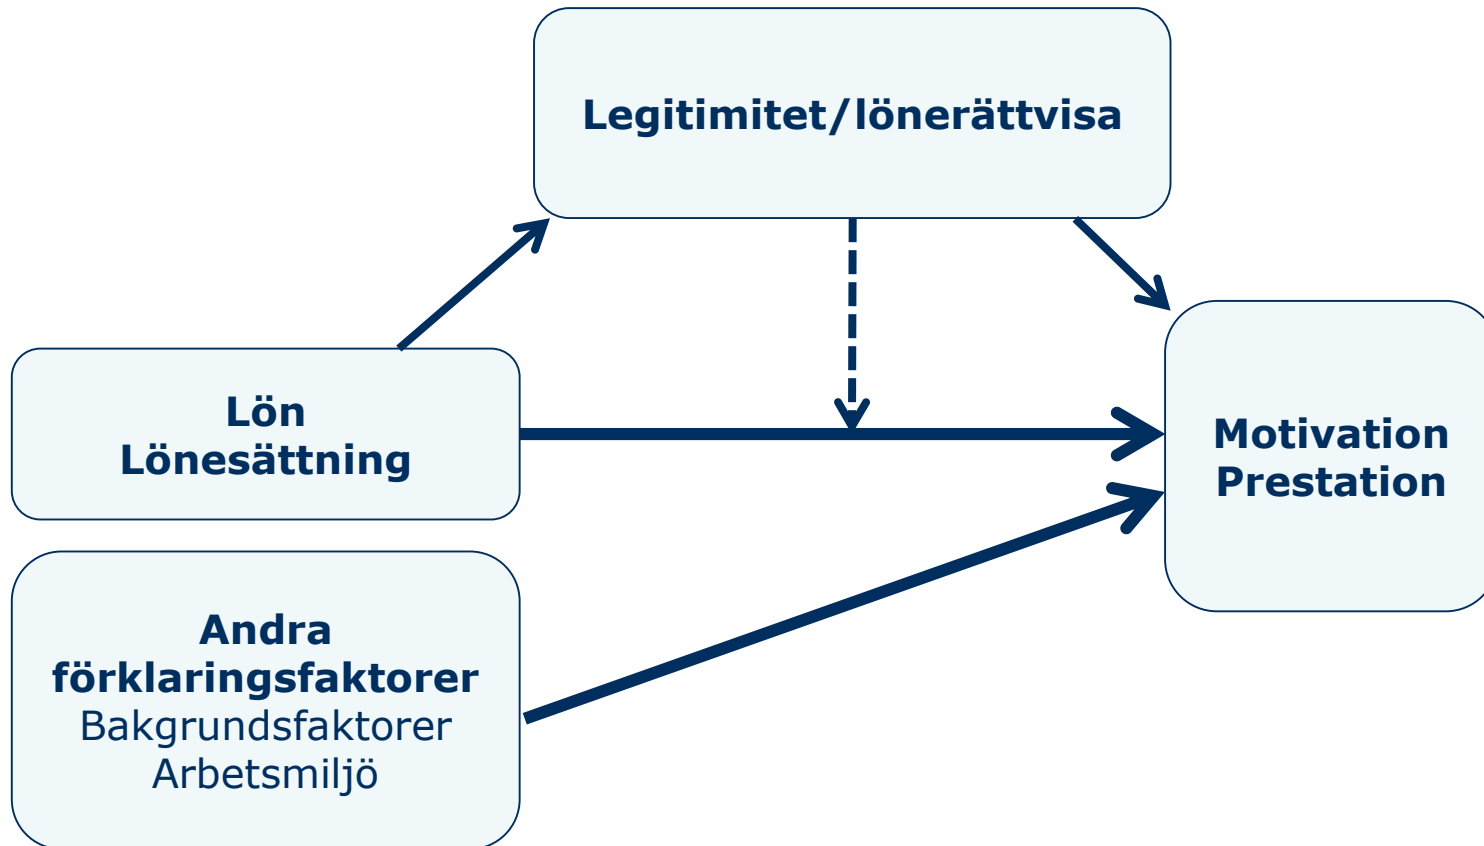 Legitimitet/lönerättvisa
Lön
Lönesättning
Motivation
Prestation
Andra
förklaringsfaktorer
Bakgrundsfaktorer
Arbetsmiljö